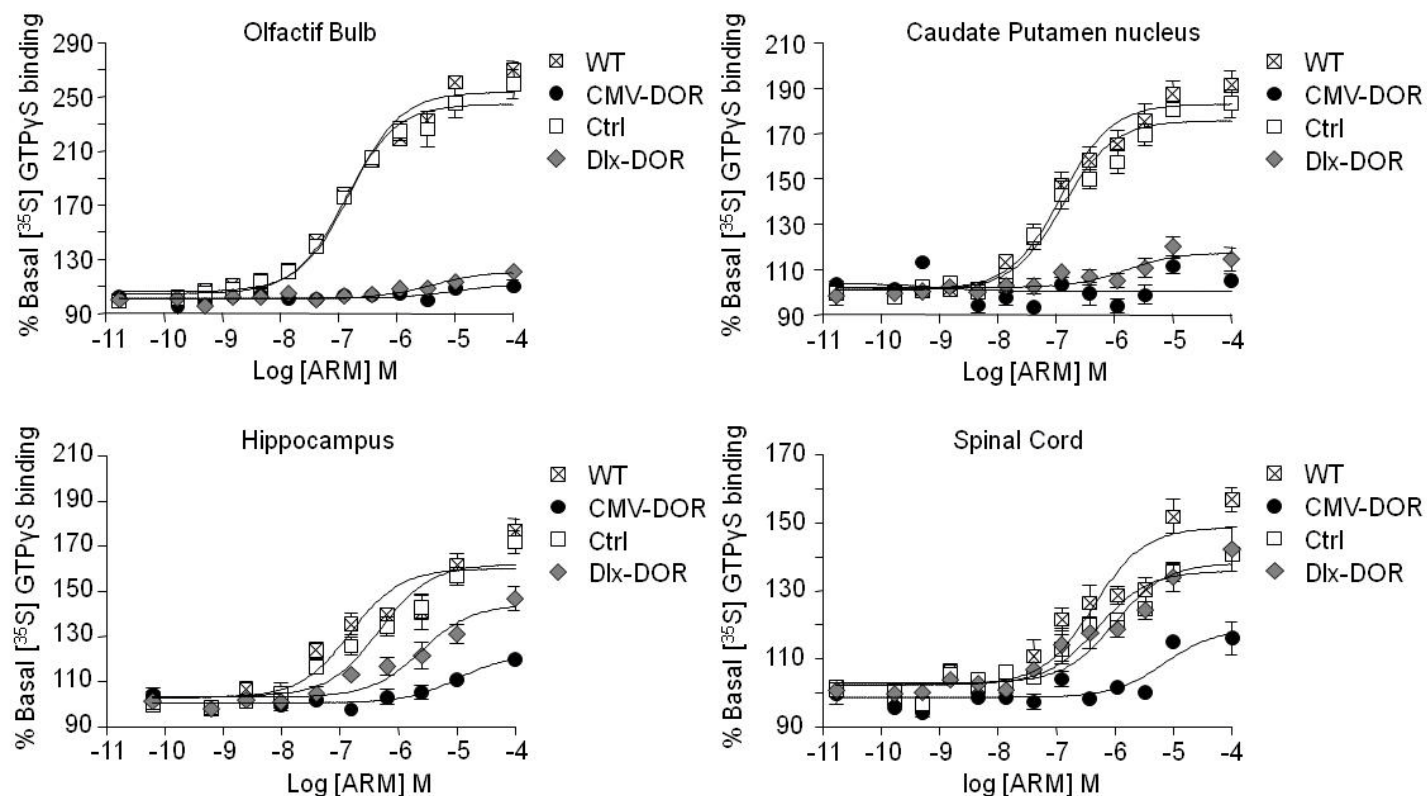 Olfactif Bulb
% Basal [³⁵S] GTPγS binding
290
250
210
170
130
90
-11 -10 -9 -8 -7 -6 -5 -4
Log [ARM] M
WT
CMV-DOR
Ctrl
Dlx-DOR
Caudate Putamen nucleus
% Basal [³⁵S] GTPγS binding
210
190
170
150
130
110
90
-11 -10 -9 -8 -7 -6 -5 -4
Log [ARM] M
WT
CMV-DOR
Ctrl
Dlx-DOR
Hippocampus
% Basal [³⁵S] GTPγS binding
210
190
170
150
130
110
90
-11 -10 -9 -8 -7 -6 -5 -4
Log [ARM] M
WT
CMV-DOR
Ctrl
Dlx-DOR
Spinal Cord
% Basal [³⁵S] GTPγS binding
170
150
130
110
90
-11 -10 -9 -8 -7 -6 -5 -4
log [ARM] M
WT
CMV-DOR
Ctrl
Dlx-DOR